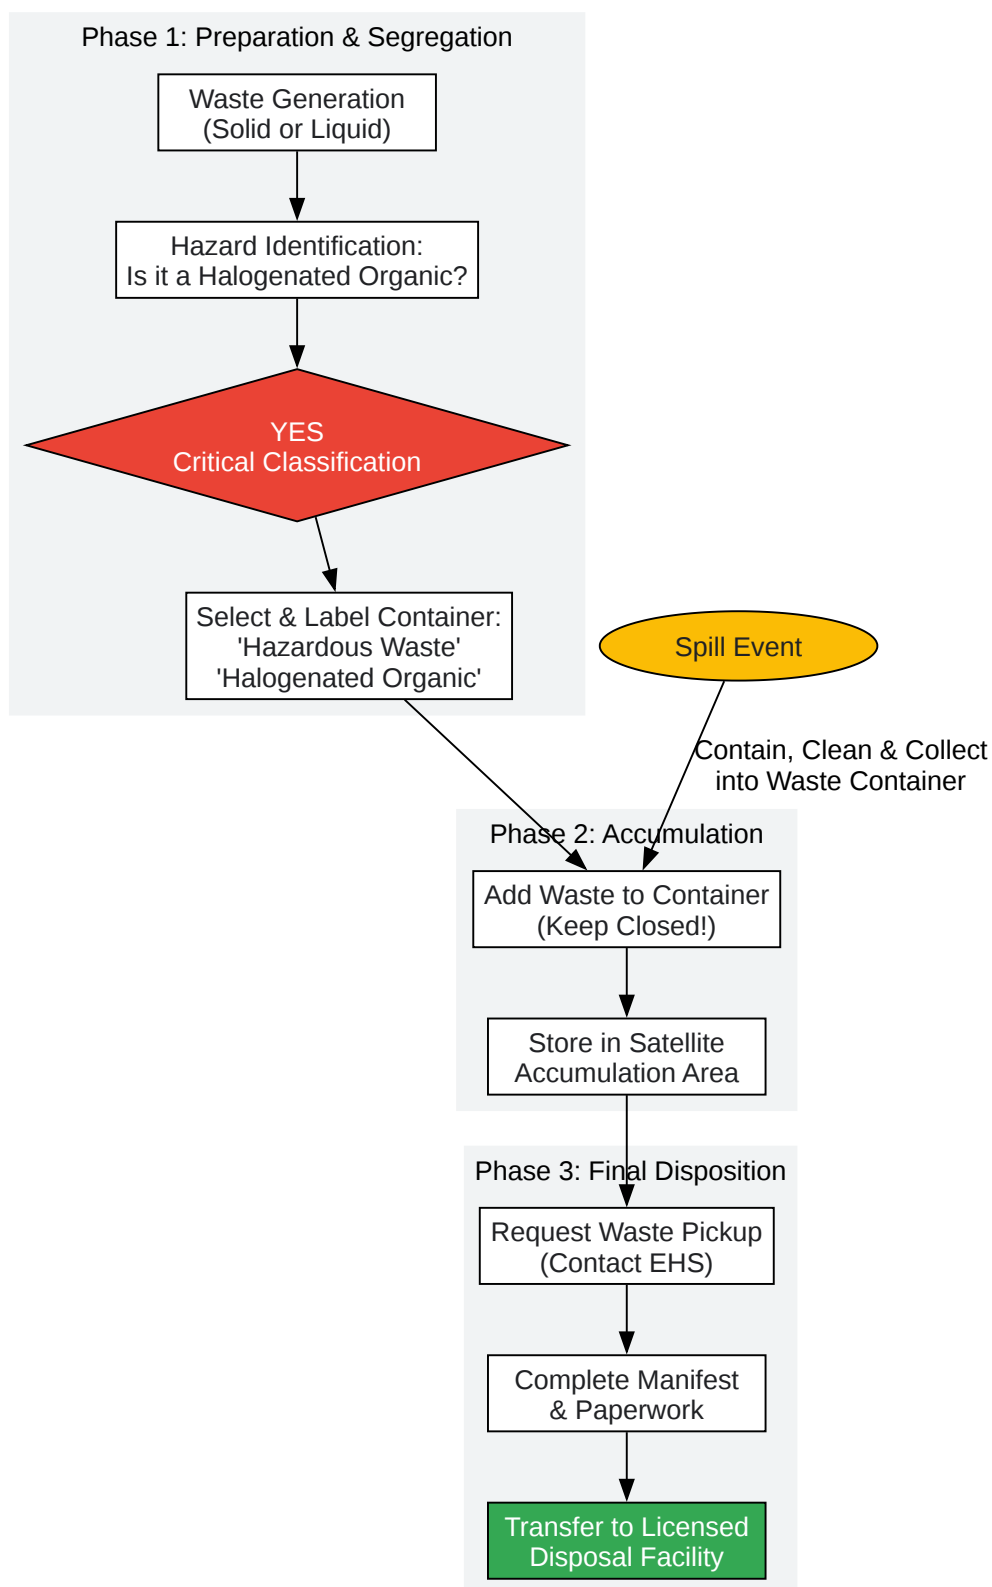 Phase 1: Preparation & Segregation
Waste Generation
(Solid or Liquid)
Hazard Identification:
Is it a Halogenated Organic?
YES
Critical Classification
Select & Label Container:
'Hazardous Waste'
'Halogenated Organic'
Spill Event
Contain, Clean & Collect
into Waste Container
Phase 2: Accumulation
Add Waste to Container
(Keep Closed!)
Store in Satellite
Accumulation Area
Phase 3: Final Disposition
Request Waste Pickup
(Contact EHS)
Complete Manifest
& Paperwork
Transfer to Licensed
Disposal Facility